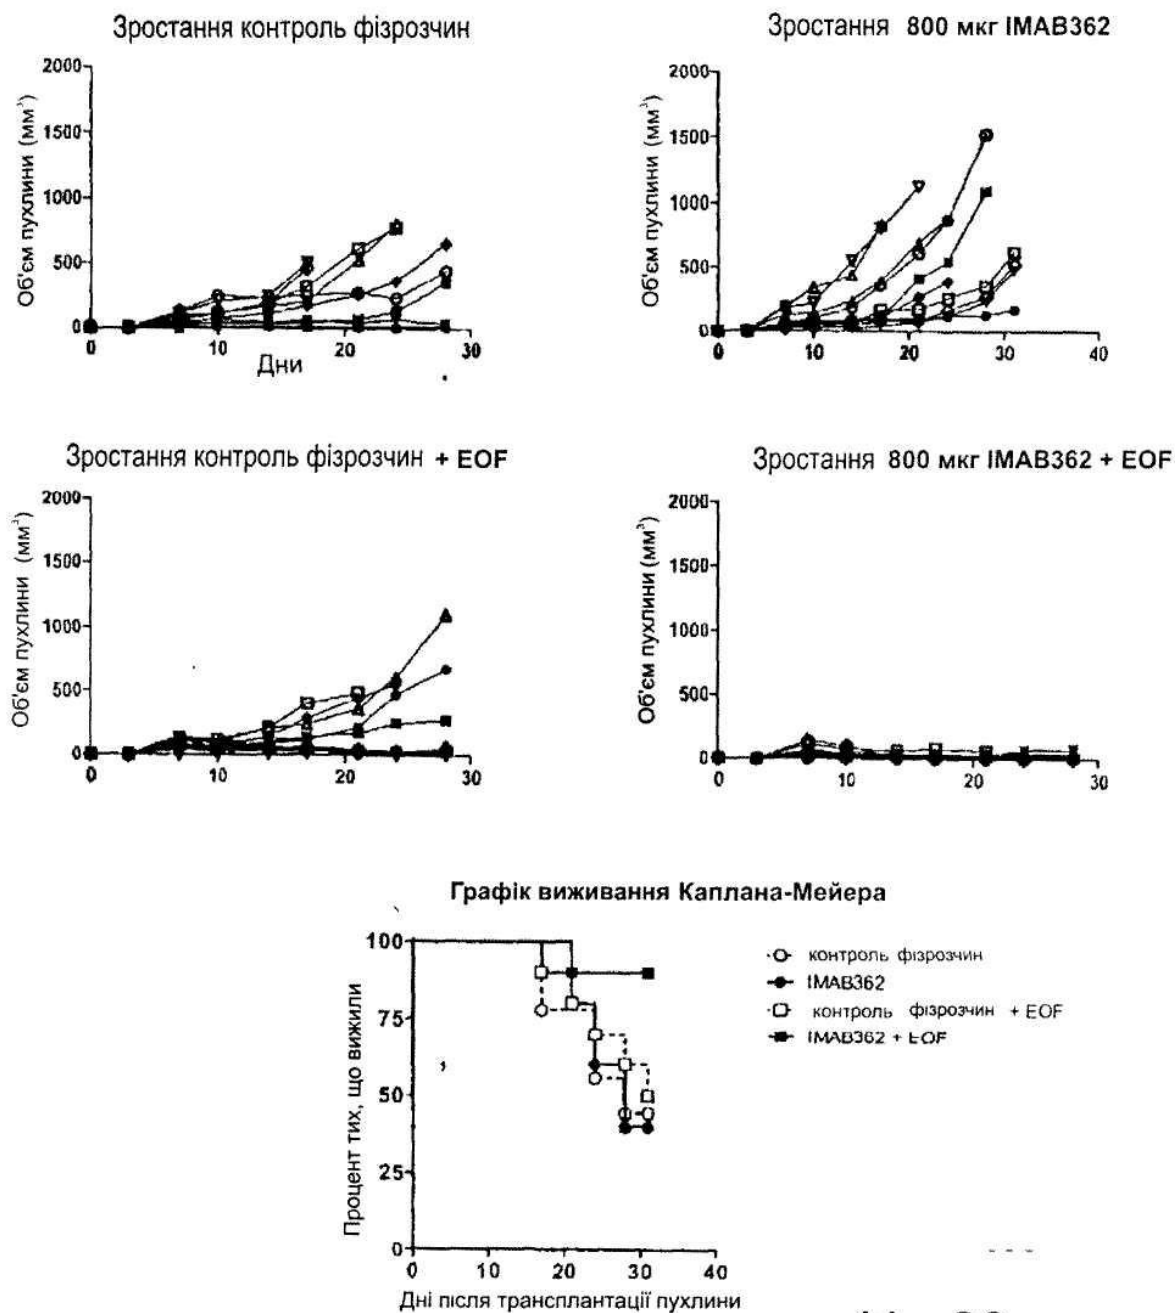 Зростання контроль фізрозчин
Об'єм пухлини (мм³)
2000
1500
1000
500
0
0 10 20 30
Дни
Зростання 800 мкг IMAB362
Об'єм пухлини (мм³)
2000
1500
1000
500
0
0 10 20 30 40
Зростання контроль фізрозчин + EOF
Об'єм пухлини (мм³)
2000
1500
1000
500
0
0 10 20 30
Зростання 800 мкг IMAB362 + EOF
Об'єм пухлини (мм³)
2000
1500
1000
500
0
0 10 20 30
Графік виживання Каплана-Мейера
Процент тих, що вижили
100
75
50
25
0
0 10 20 30 40
Дні після трансплантації пухлини
контроль фізрозчин
IMAB362
контроль фізрозчин + EOF
IMAB362 + EOF